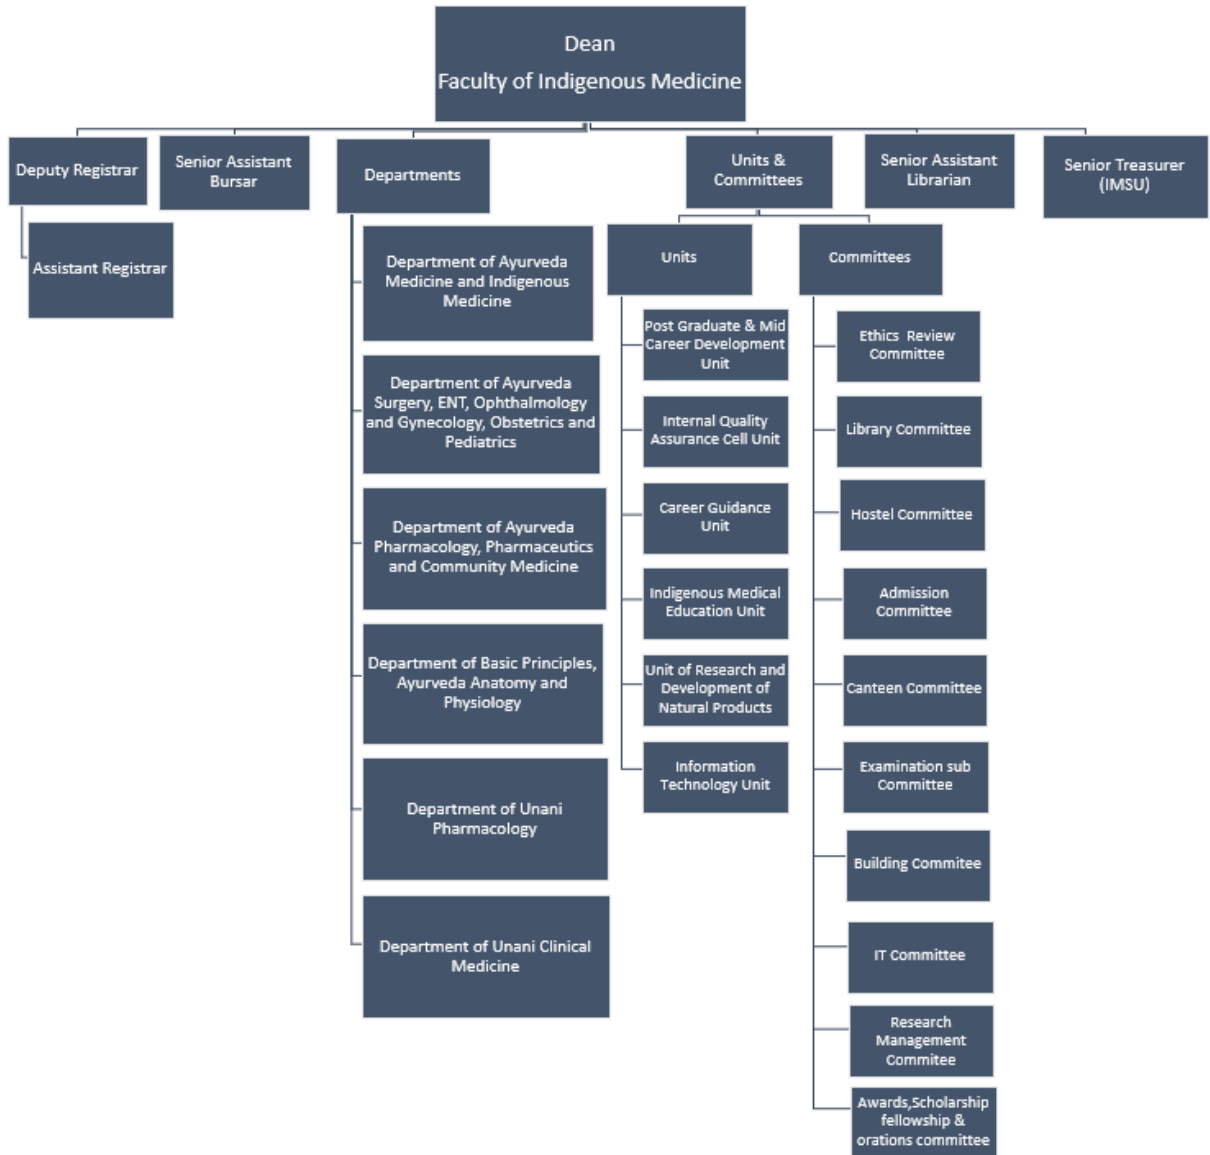 Dean
Faculty of Indigenous Medicine
Deputy Registrar
Senior Assistant
Bursar
Departments
Units &
Committees
Senior Assistant
Librarian
Senior Treasurer
(IMSU)
Assistant Registrar
Department of Ayurveda
Medicine and Indigenous
Medicine
Department of Ayurveda
Surgery, ENT, Ophthalmology
and Gynecology, Obstetrics and
Pediatrics
Department of Ayurveda
Pharmacology, Pharmaceutics
and Community Medicine
Department of Basic Principles,
Ayurveda Anatomy and
Physiology
Department of Unani
Pharmacology
Department of Unani Clinical
Medicine
Units
Post Graduate & Mid
Career Development
Unit
Internal Quality
Assurance Cell Unit
Career Guidance
Unit
Indigenous Medical
Education Unit
Unit of Research and
Development of
Natural Products
Information
Technology Unit
Committees
Ethics Review
Committee
Library Committee
Hostel Committee
Admission
Committee
Canteen Committee
Examination sub
Committee
Building Commitee
IT Committee
Research
Management
Commitee
Awards,Scholarship
fellowship &
orations committee